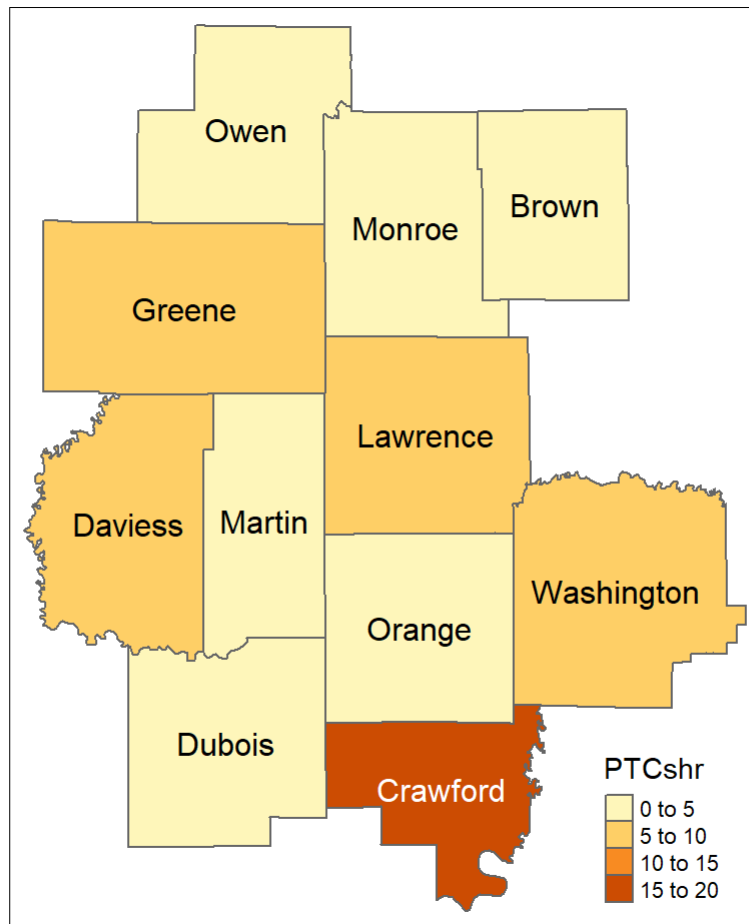 Owen
Monroe
Brown
Greene
Lawrence
Daviess
Martin
Washington
Orange
Dubois
Crawford
PTCshr
0 to 5
5 to 10
10 to 15
15 to 20